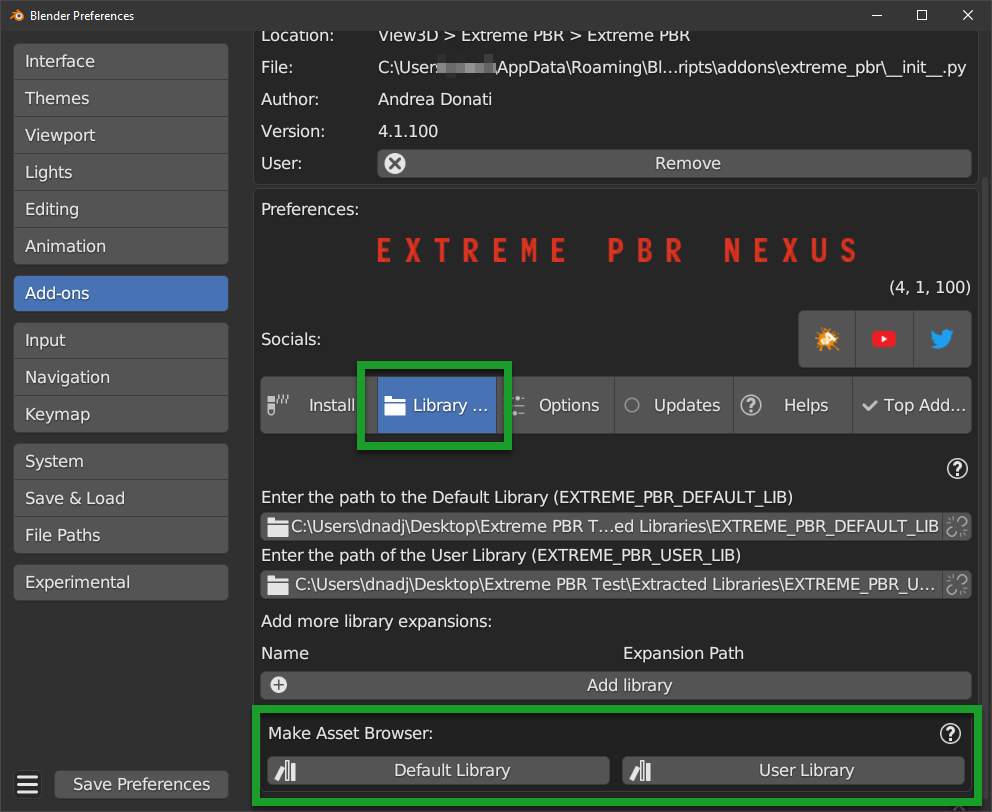 Blender Preferences
Interface
Themes
Viewport
Lights
Editing
Animation
Add-ons
Input
Navigation
Keymap
System
Save & Load
File Paths
Experimental
Save Preferences
Location: View3D > Extreme PBR > Extreme PBR
File: C:\User \AppData\Roaming\Bl...ripts\addons\extreme_pbr\__init__.py
Author: Andrea Donati
Version: 4.1.100
User: Remove
Preferences:
EXTREME PBR NEXUS
(4, 1, 100)
Socials:
Install Library ... Options Updates Helps Top Add...
Enter the path to the Default Library (EXTREME_PBR_DEFAULT_LIB)
C:\Users\dnadj\Desktop\Extreme PBR T...ed Libraries\EXTREME_PBR_DEFAULT_LIB
Enter the path of the User Library (EXTREME_PBR_USER_LIB)
C:\Users\dnadj\Desktop\Extreme PBR Test\Extracted Libraries\EXTREME_PBR_U...
Add more library expansions:
Name Expansion Path
Add library
Make Asset Browser:
Default Library User Library